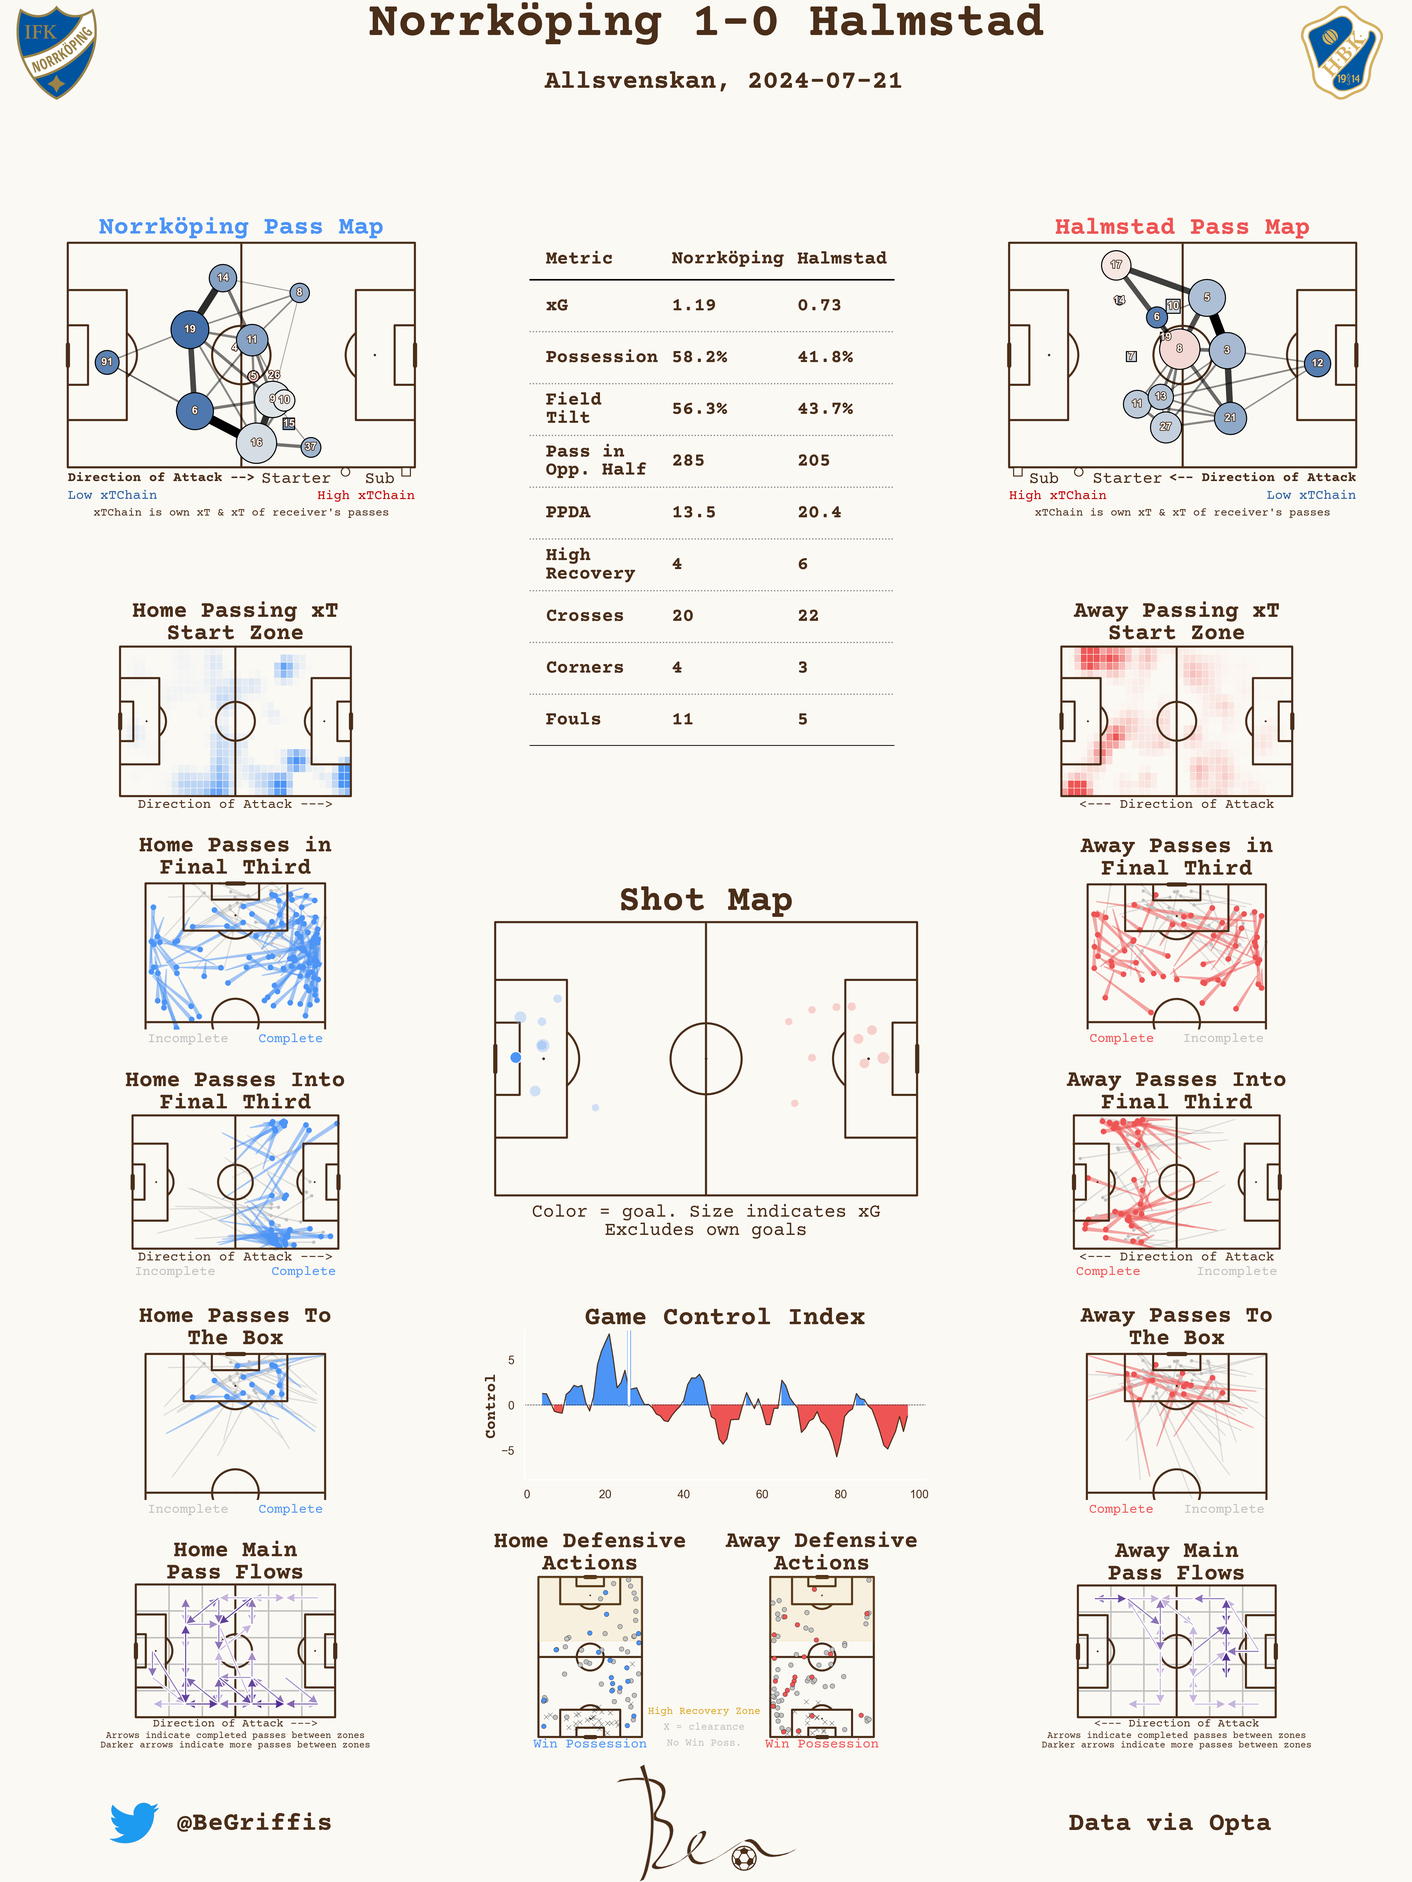 Norrköping 1-0 Halmstad
Allsvenskan, 2024-07-21
IFK
NORRKÖPING
H.B.K.
19 14
Norrköping Pass Map
14
8
19
11
4
91
5
26
9
10
6
15
16
37
Direction of Attack -->
Starter
Sub
Low xTChain
High xTChain
xTChain is own xT & xT of receiver's passes
Metric Norrköping Halmstad
xG 1.19 0.73
Possession 58.2% 41.8%
Field
Tilt
56.3% 43.7%
Pass in
Opp. Half
285 205
PPDA 13.5 20.4
High
Recovery
4 6
Crosses 20 22
Corners 4 3
Fouls 11 5
Halmstad Pass Map
17
14
10
5
6
19
8
7
3
12
13
11
21
27
Sub
Starter
<-- Direction of Attack
High xTChain
Low xTChain
xTChain is own xT & xT of receiver's passes
Home Passing xT
Start Zone
Direction of Attack --->
Away Passing xT
Start Zone
<--- Direction of Attack
Home Passes in
Final Third
Incomplete
Complete
Away Passes in
Final Third
Complete
Incomplete
Shot Map
Color = goal. Size indicates xG
Excludes own goals
Home Passes Into
Final Third
Direction of Attack --->
Incomplete
Complete
Away Passes Into
Final Third
<--- Direction of Attack
Complete
Incomplete
Home Passes To
The Box
Incomplete
Complete
Game Control Index
Control
5
0
−5
0
20
40
60
80
100
Away Passes To
The Box
Complete
Incomplete
Home Main
Pass Flows
Direction of Attack --->
Arrows indicate completed passes between zones
Darker arrows indicate more passes between zones
Home Defensive
Actions
Win Possession
High Recovery Zone
X = clearance
No Win Poss.
Away Defensive
Actions
Win Possession
Away Main
Pass Flows
<--- Direction of Attack
Arrows indicate completed passes between zones
Darker arrows indicate more passes between zones
@BeGriffis
Ben
Data via Opta